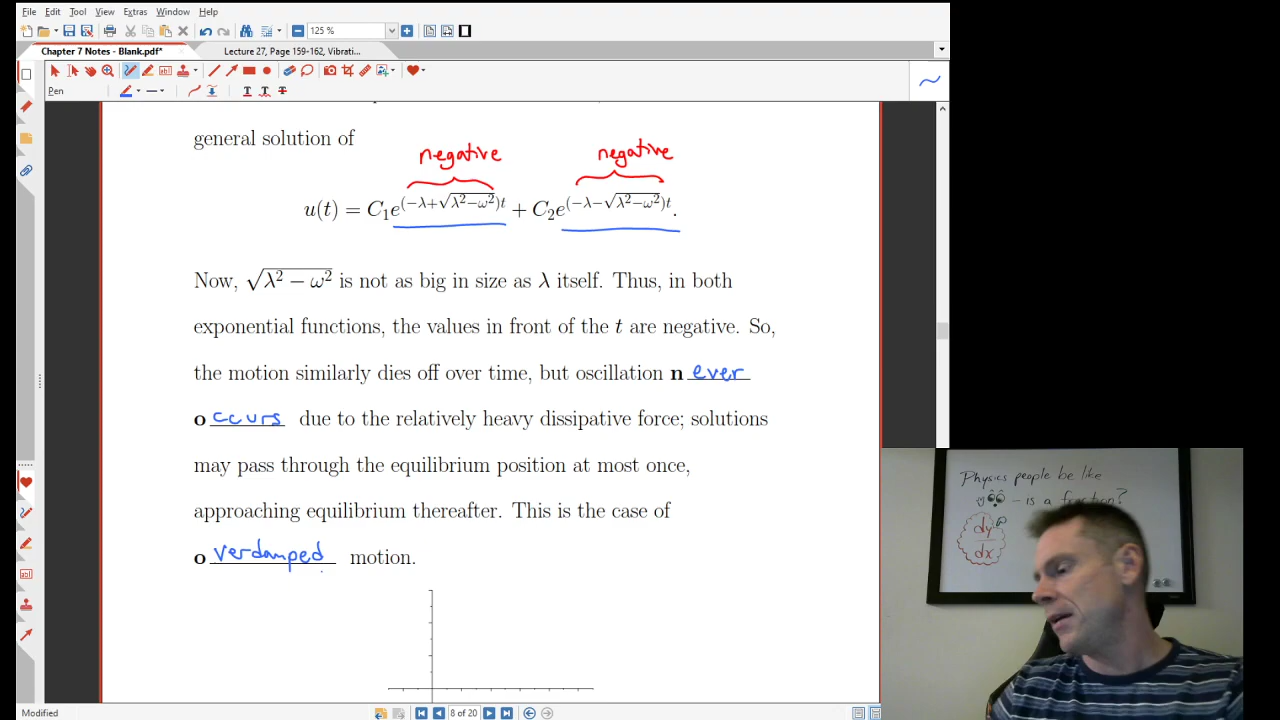 File Edit Tool View Extras Window Help
125 %
Chapter 7 Notes - Blank.pdf*
Lecture 27, Page 159-162, Vibrati...
Pen
general solution of
negative negative
u(t) = C₁e^{(−λ+√(λ²−ω²))t} + C₂e^{(−λ−√(λ²−ω²))t}.
Now, √(λ² − ω²) is not as big in size as λ itself. Thus, in both
exponential functions, the values in front of the t are negative. So,
the motion similarly dies off over time, but oscillation never
occurs due to the relatively heavy dissipative force; solutions
may pass through the equilibrium position at most once,
approaching equilibrium thereafter. This is the case of
overdamped motion.
Physics people be like
- is a fraction?
dy
dx
Modified
8 of 20